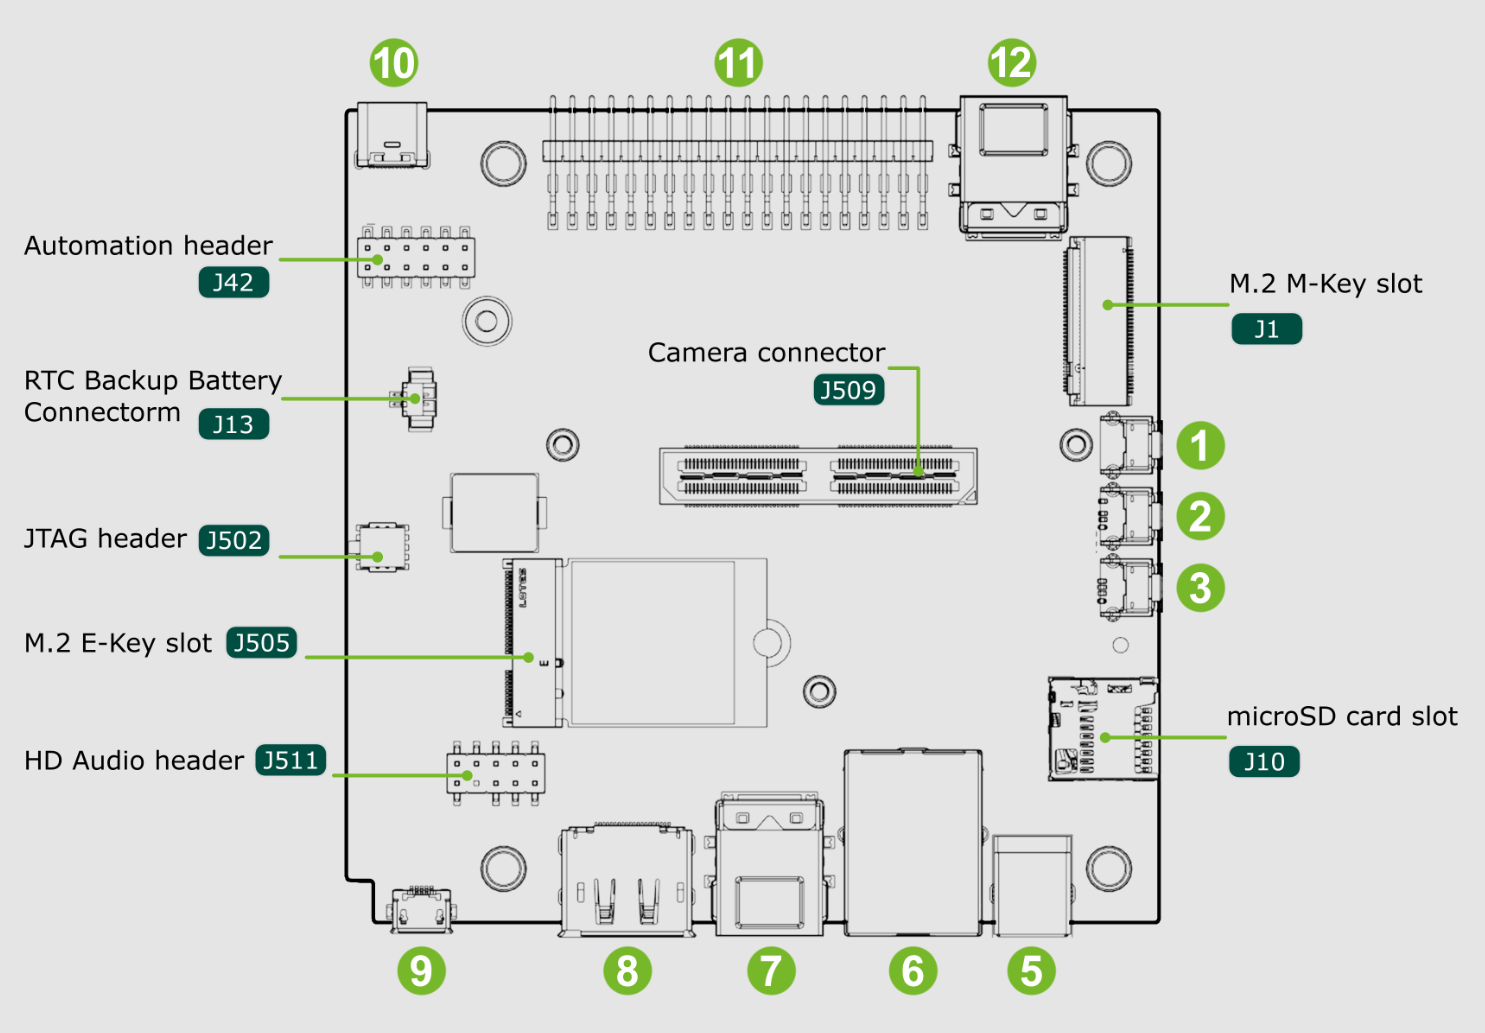 10
11
12
Automation header
J42
M.2 M-Key slot
J1
Camera connector
J509
RTC Backup Battery
Connectorm
J13
1
2
3
JTAG header
J502
M.2 E-Key slot
J505
E
microSD card slot
J10
HD Audio header
J511
9
8
7
6
5